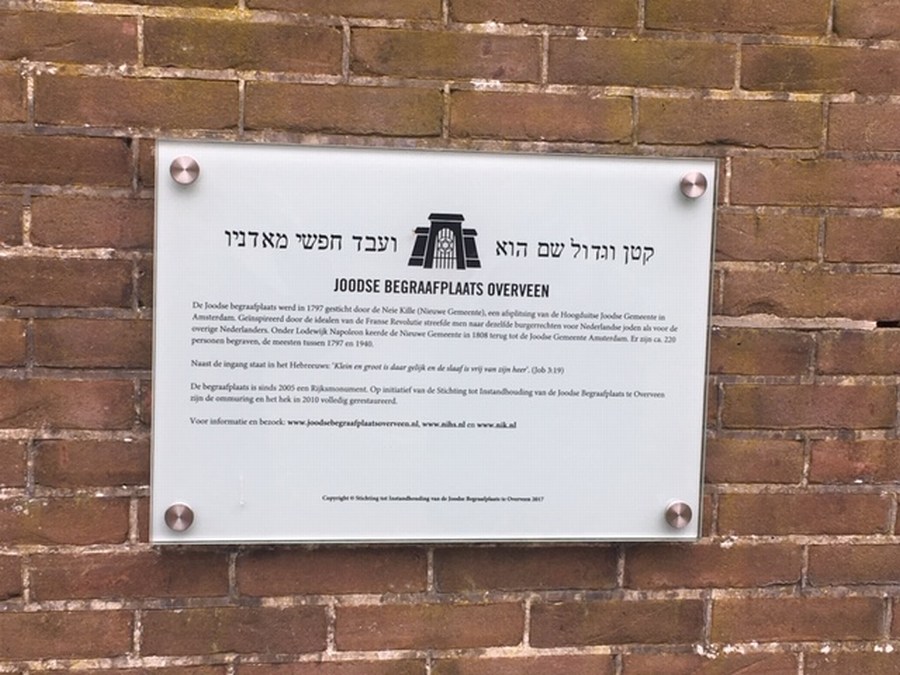 קטן וגדול שם הוא ועבד חפשי מאדניו
JOODSE BEGRAAFPLAATS OVERVEEN
De Joodse begraafplaats werd in 1797 gesticht door de Neie Kille (Nieuwe Gemeente), een afsplitsing van de Hoogduitse Joodse Gemeente in
Amsterdam. Geïnspireerd door de idealen van de Franse Revolutie streefde men naar dezelfde burgerrechten voor Nederlandse joden als voor de
overige Nederlanders. Onder Lodewijk Napoleon keerde de Nieuwe Gemeente in 1808 terug tot de Joodse Gemeente Amsterdam. Er zijn ca. 220
personen begraven, de meesten tussen 1797 en 1940.
Naast de ingang staat in het Hebreeuws: 'Klein en groot is daar gelijk en de slaaf is vrij van zijn heer'. (Job 3:19)
De begraafplaats is sinds 2005 een Rijksmonument. Op initiatief van de Stichting tot Instandhouding van de Joodse Begraafplaats te Overveen
zijn de ommuring en het hek in 2010 volledig gerestaureerd.
Voor informatie en bezoek: www.joodsebegraafplaatsoverveen.nl, www.nihs.nl en www.nik.nl
Copyright © Stichting tot Instandhouding van de Joodse Begraafplaats te Overveen 2017